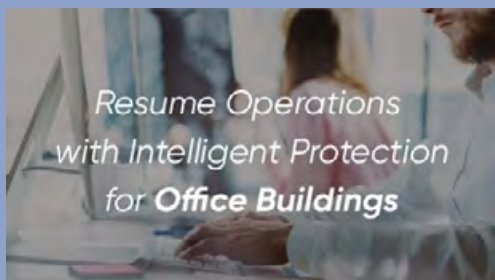 Resume Operations
with Intelligent Protection
for Office Buildings